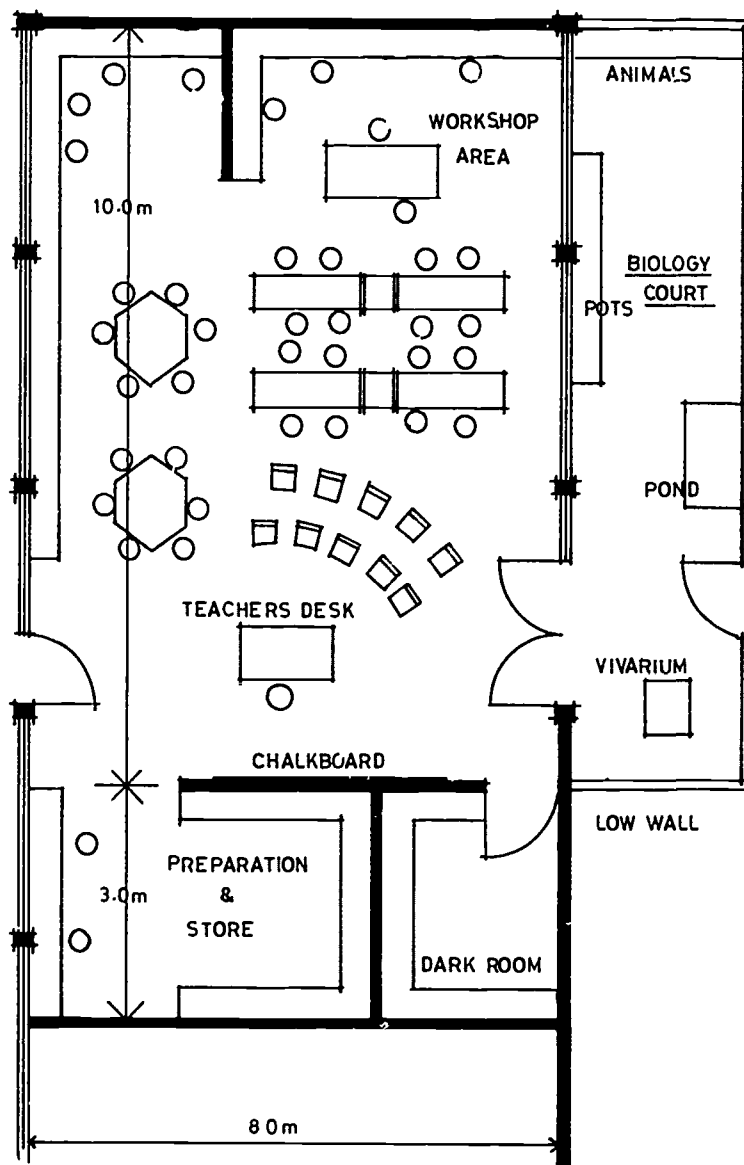 ANIMALS
WORKSHOP
AREA
10.0m
BIOLOGY
COURT
POTS
POND
TEACHERS DESK
VIVARIUM
CHALKBOARD
LOW WALL
PREPARATION
&
STORE
3.0m
DARK ROOM
8 0m